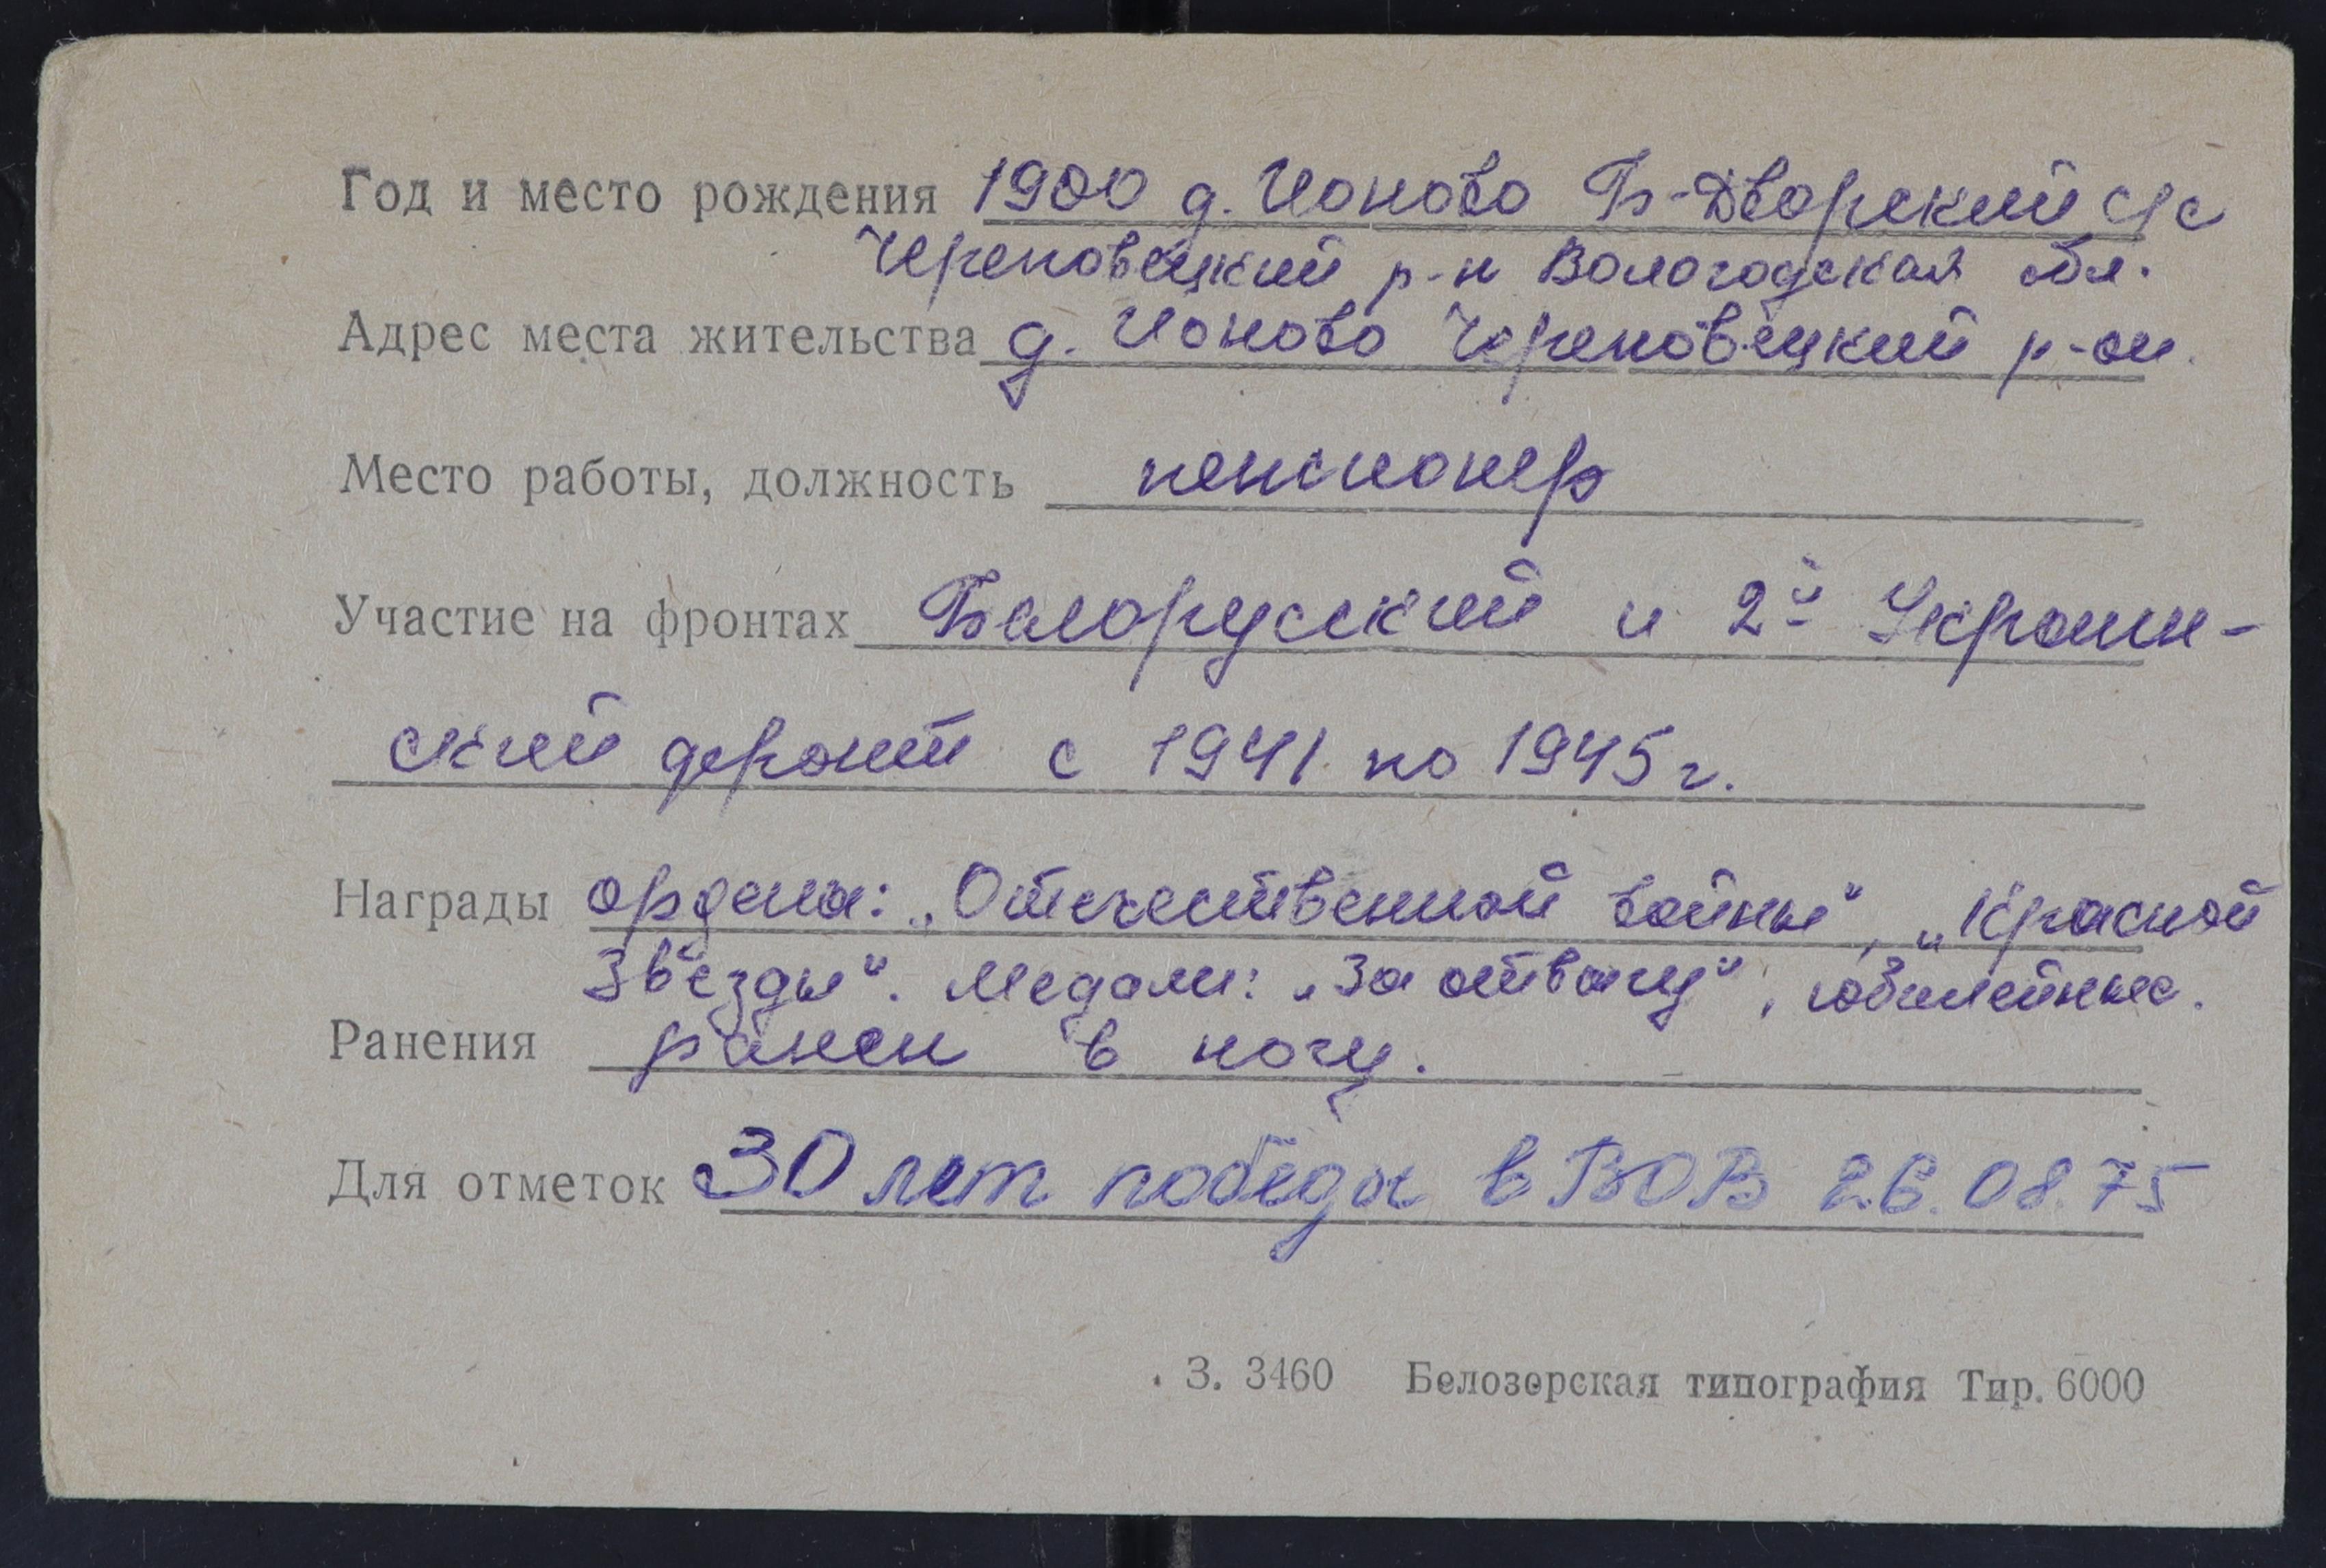 Год и место рождения 1900 д. Ионово Б-Дворский с/с
Череповецкий р-н Вологодская обл.
Адрес места жительства д. Ионово Череповецкий р-он.
Место работы, должность пенсионер
Участие на фронтах Белорусский и 2й Украин-
ский фронт с 1941 по 1945 г.
Награды ордена: „Отечественной войны", „Красной
Звезды". Медали: „За отвагу", юбилейные.
Ранения ранен в ногу.
Для отметок 30 лет победы в ВОВ 26.08.75
З. 3460 Белозерская типография Тир. 6000